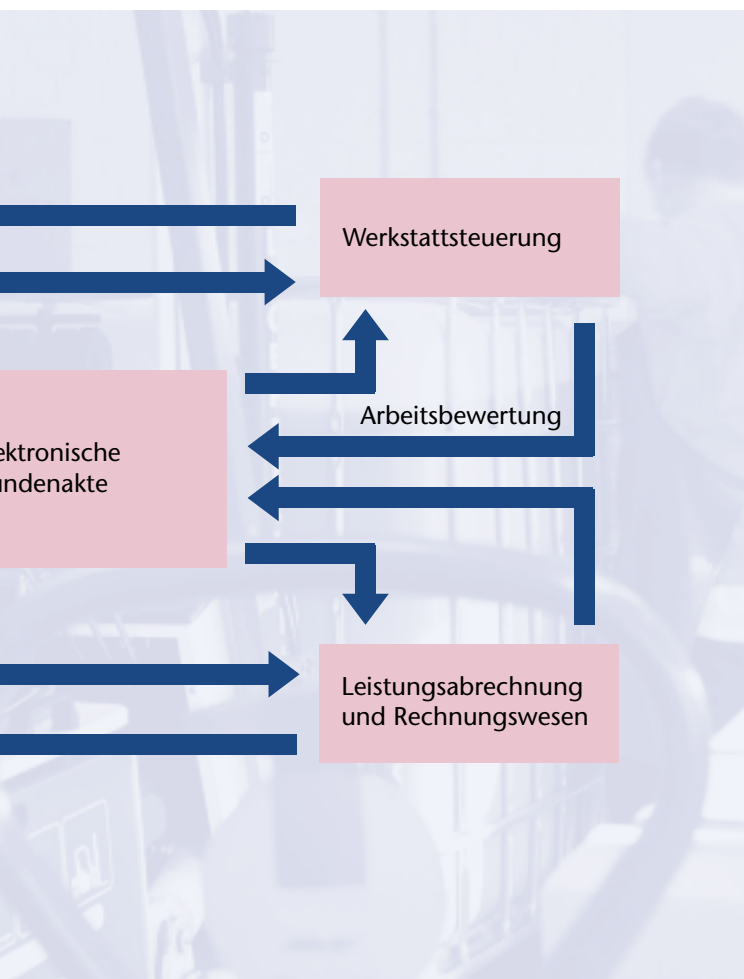 Werkstattsteuerung
Arbeitsbewertung
ektronische
undenakte
Leistungsabrechnung
und Rechnungswesen